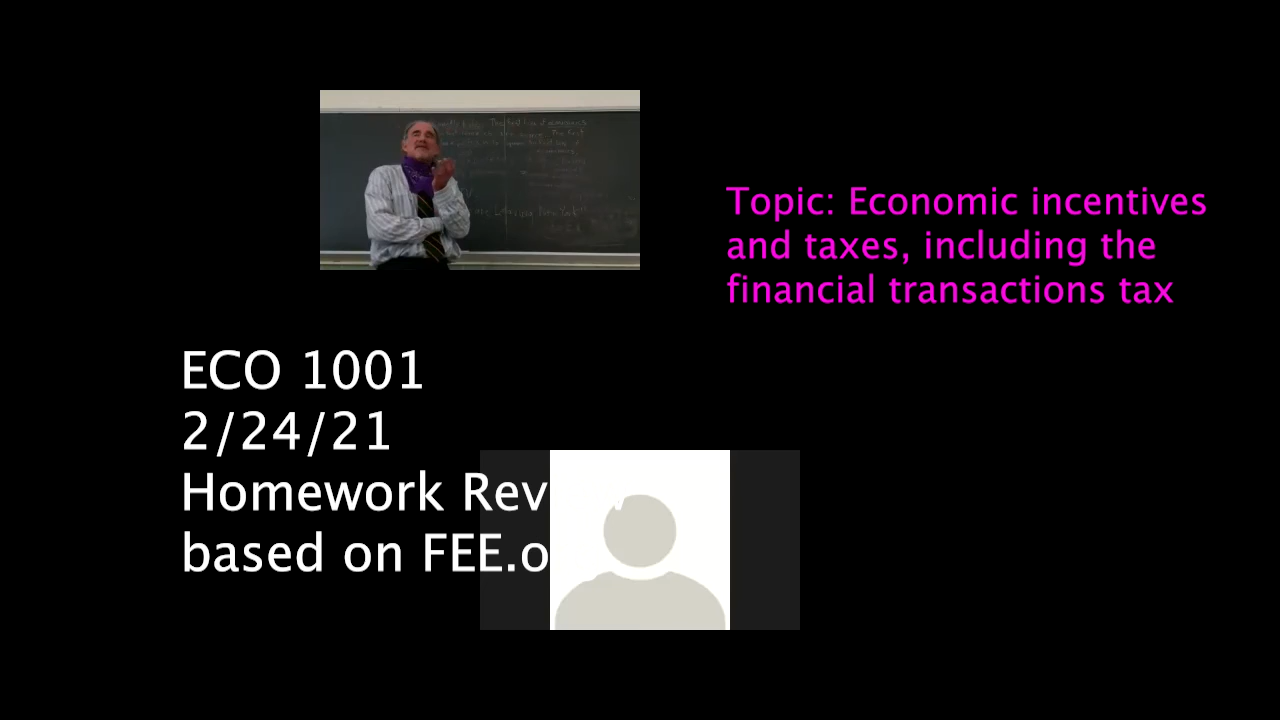 Topic: Economic incentives
and taxes, including the
financial transactions tax
ECO 1001
2/24/21
Homework Rev
based on FEE.o